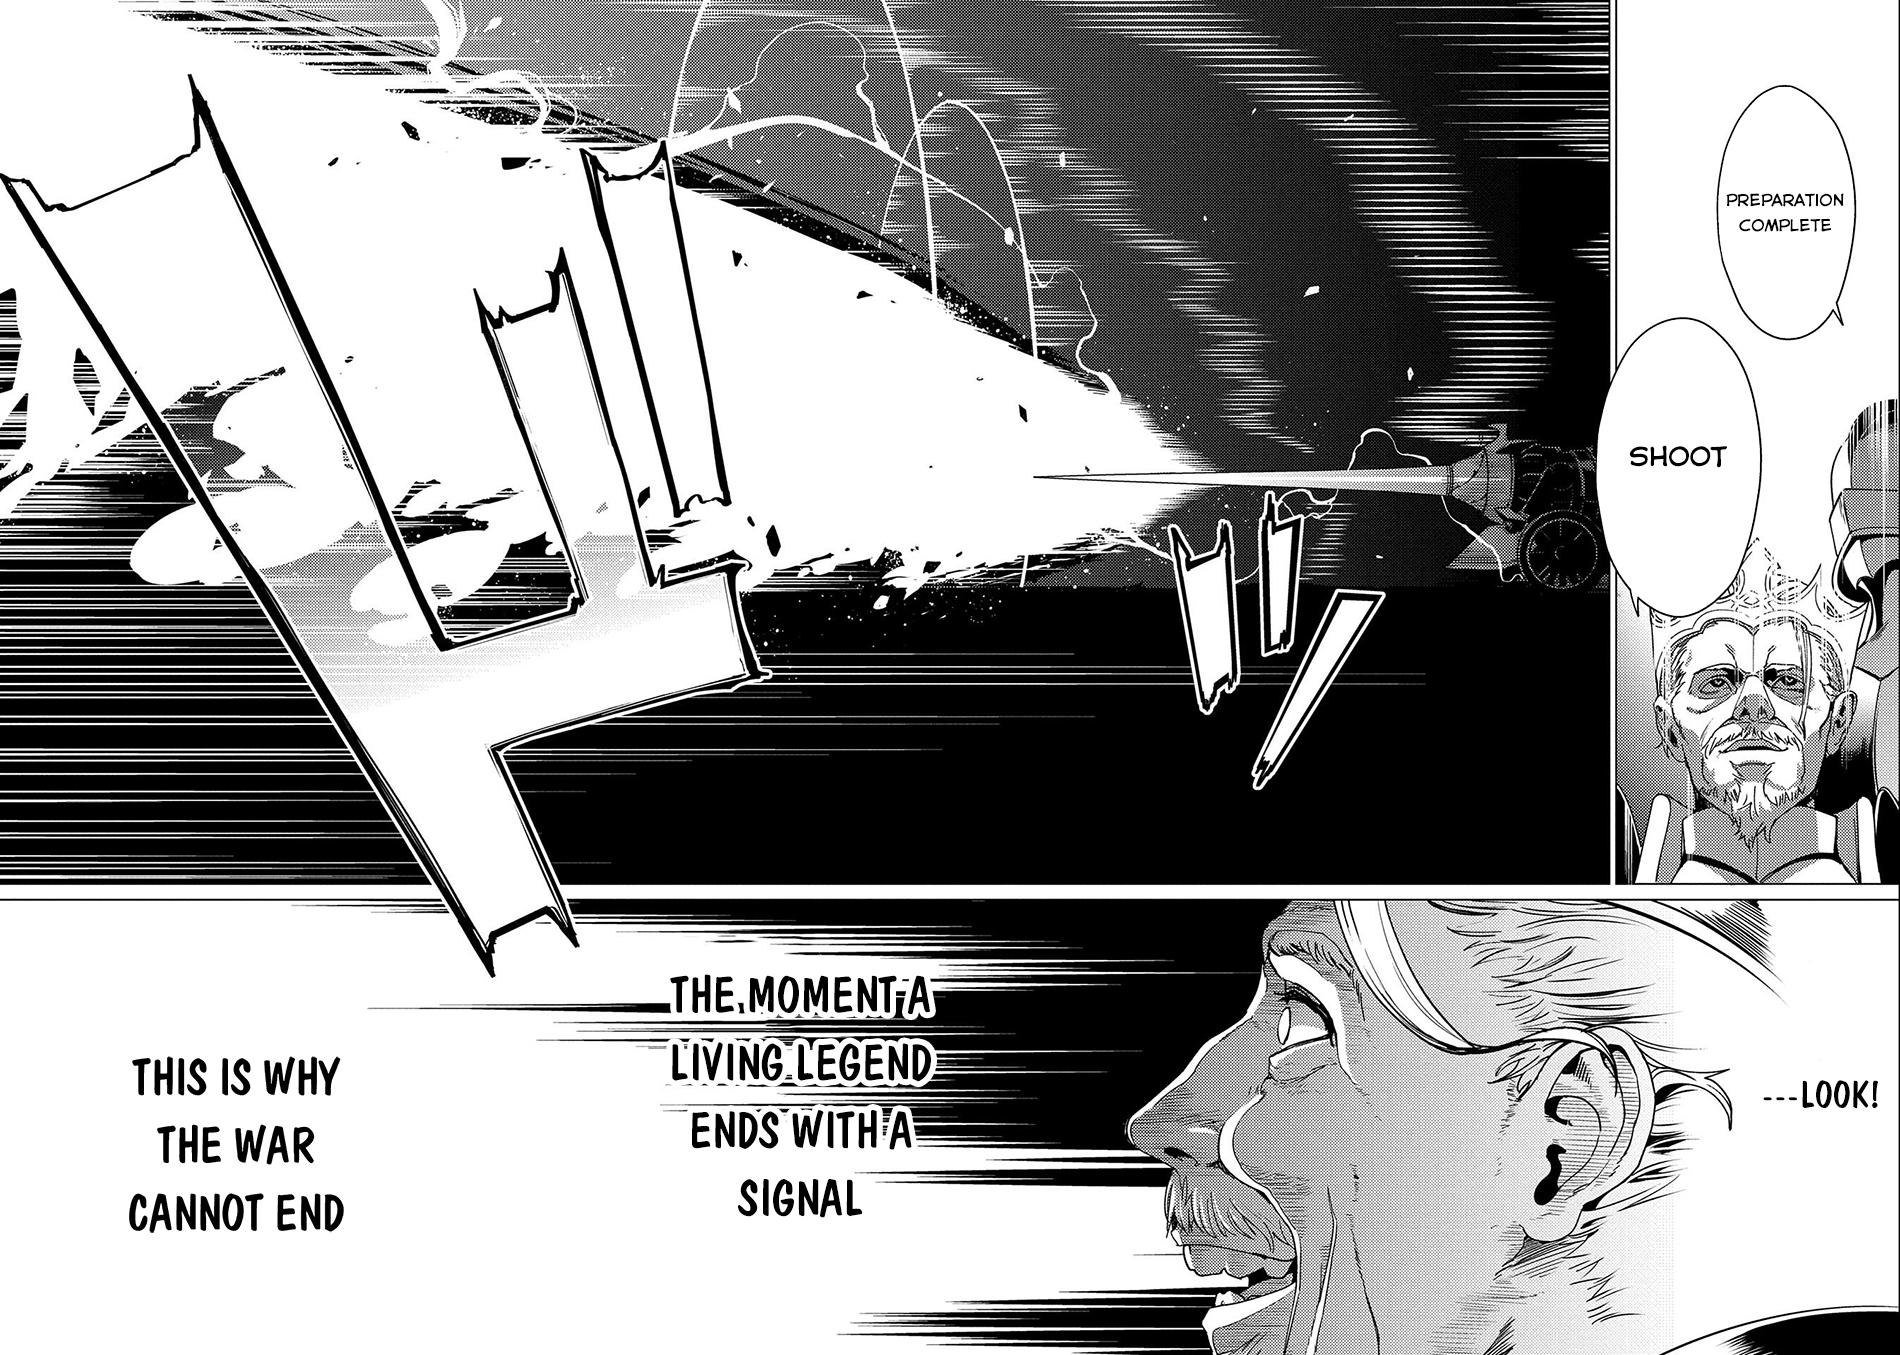 PREPARATION
COMPLETE
SHOOT
---LOOK!
THE MOMENT A
LIVING LEGEND
ENDS WITH A
SIGNAL
THIS IS WHY
THE WAR
CANNOT END